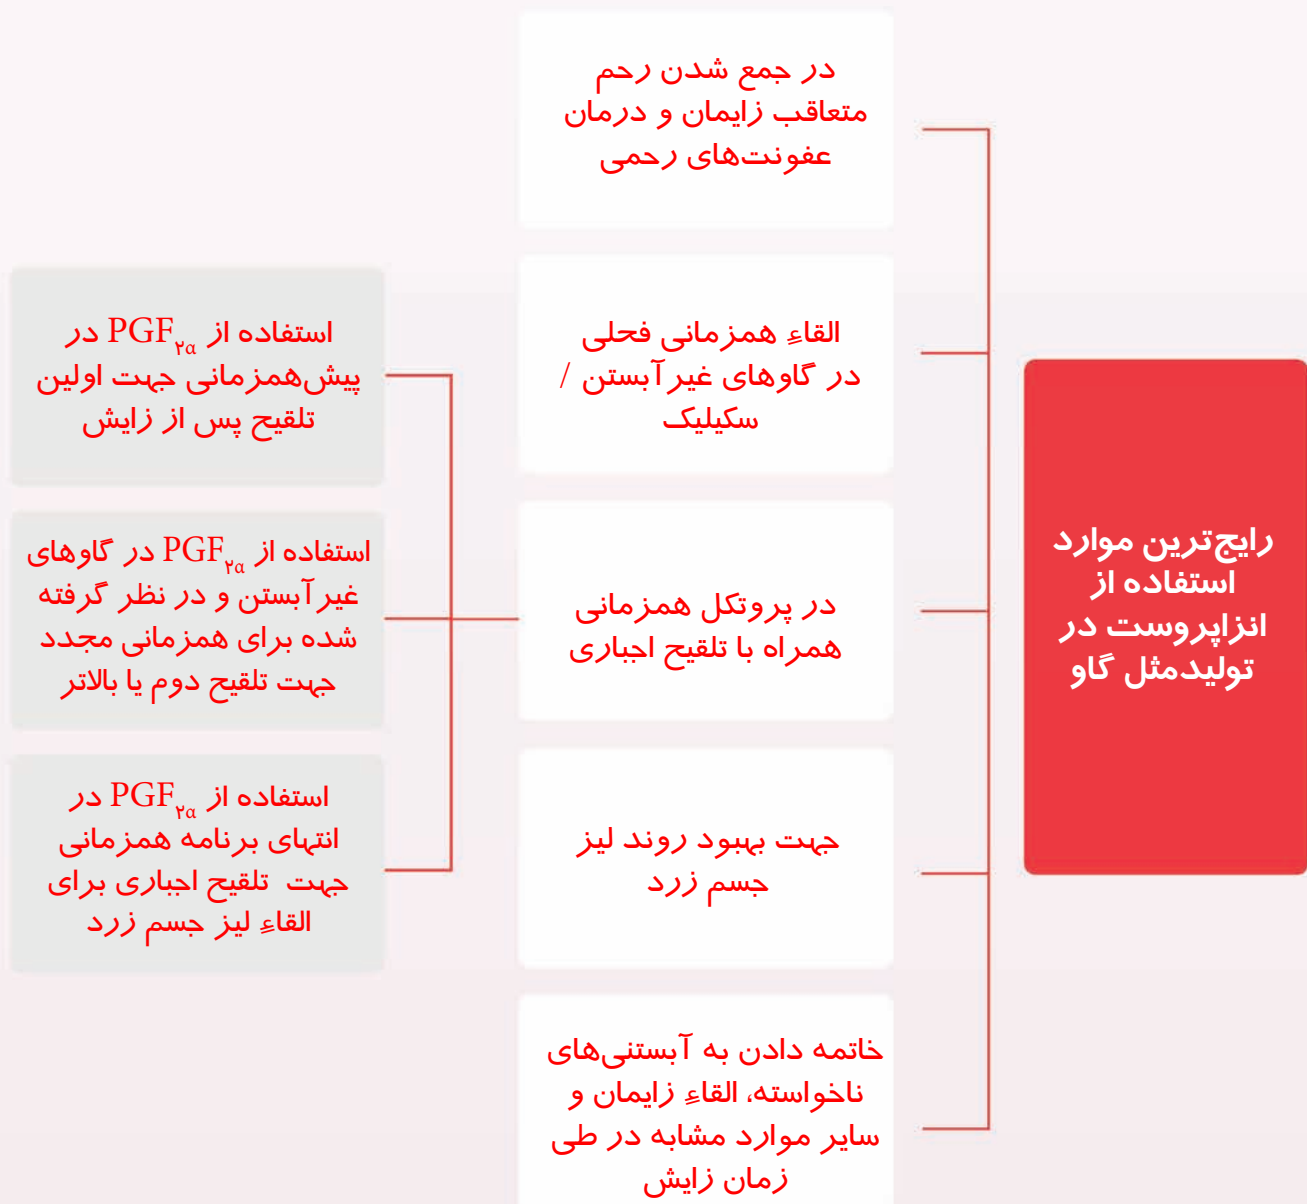 رایج‌ترین موارد
استفاده از
انزاپروست در
تولیدمثل گاو
در جمع شدن رحم
متعاقب زایمان و درمان
عفونت‌های رحمی
القاءِ همزمانی فحلی
در گاوهای غیرآبستن /
سکیلیک
در پروتکل همزمانی
همراه با تلقیح اجباری
استفاده از PGF۲α در
پیش‌همزمانی جهت اولین
تلقیح پس از زایش
استفاده از PGF۲α در گاوهای
غیرآبستن و در نظر گرفته
شده برای همزمانی مجدد
جهت تلقیح دوم یا بالاتر
استفاده از PGF۲α در
انتهای برنامه همزمانی
جهت تلقیح اجباری برای
القاءِ لیز جسم زرد
جهت بهبود روند لیز
جسم زرد
خاتمه دادن به آبستنی‌های
ناخواسته، القاءِ زایمان و
سایر موارد مشابه در طی
زمان زایش